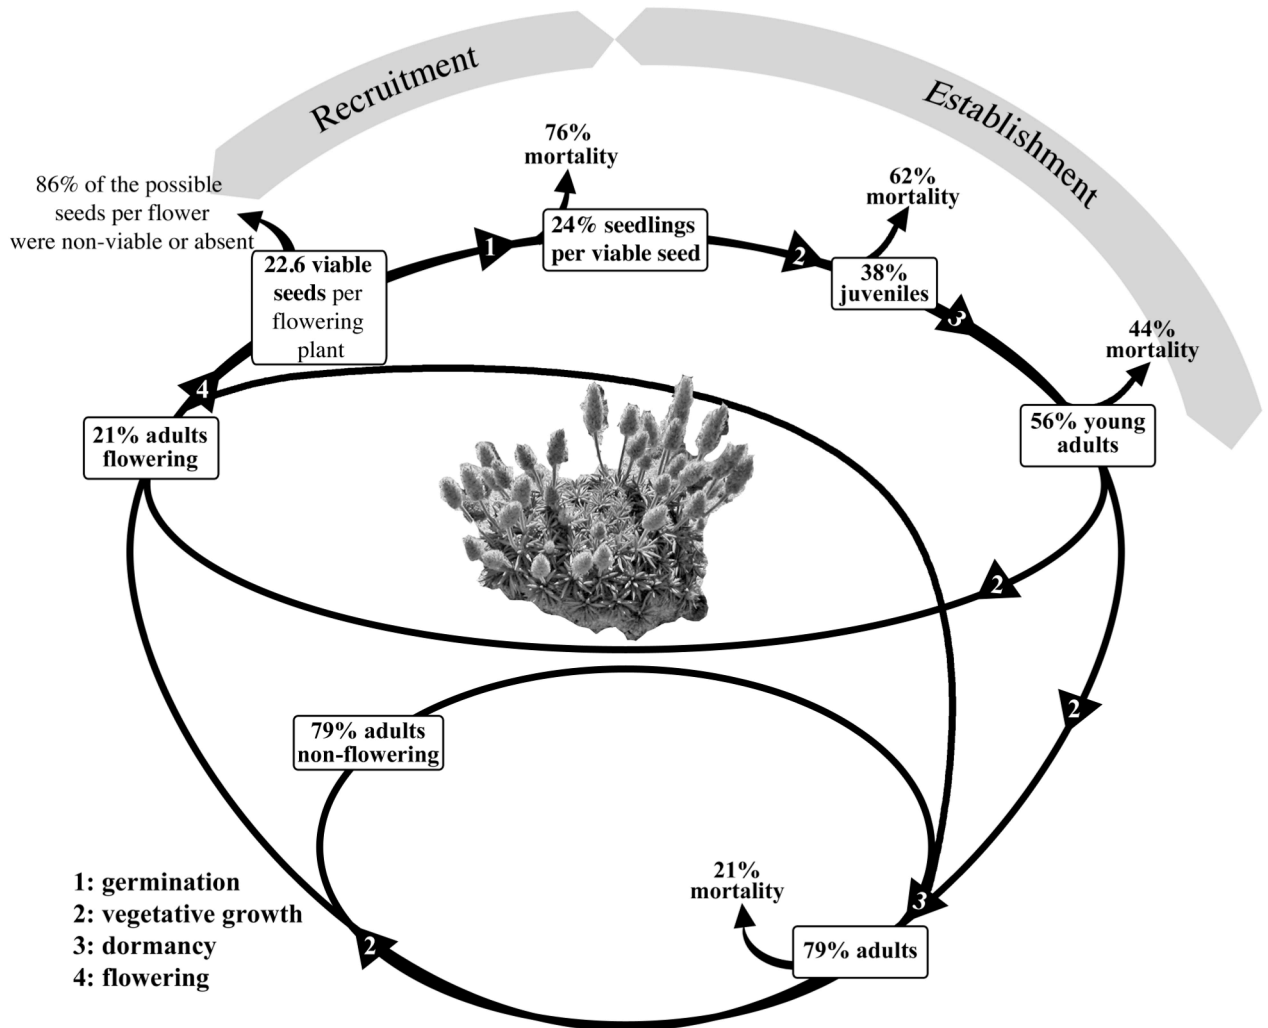 Recruitment
Establishment
86% of the possible
seeds per flower
were non-viable or absent
22.6 viable
seeds per
flowering
plant
1
76%
mortality
24% seedlings
per viable seed
2
62%
mortality
38%
juveniles
3
44%
mortality
56% young
adults
4
21% adults
flowering
2
2
79% adults
non-flowering
21%
mortality
3
79% adults
2
1: germination
2: vegetative growth
3: dormancy
4: flowering